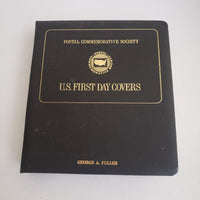 POSTAL COMMEMORATIVE SOCIETY
U.S. FIRST DAY COVERS
GEORGE A. FULLER